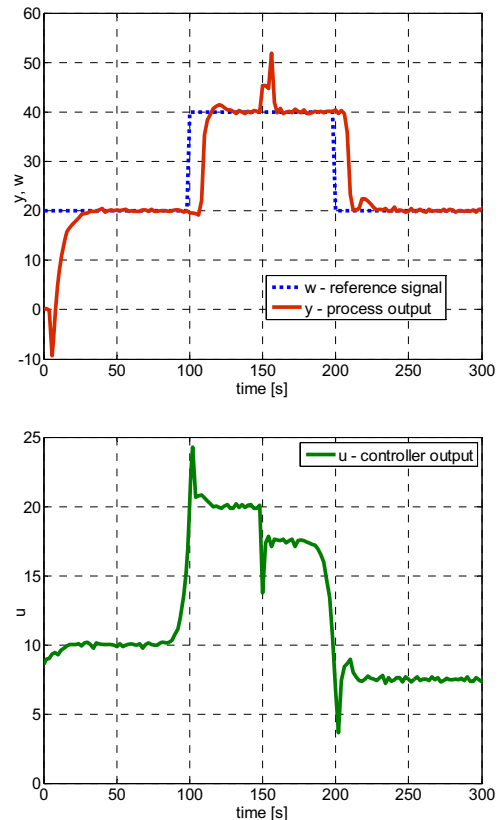 60
50
40
30
20
10
0
-10
y, w
w - reference signal
y - process output
0 50 100 150 200 250 300
time [s]
25
20
15
10
5
0
u
u - controller output
0 50 100 150 200 250 300
time [s]